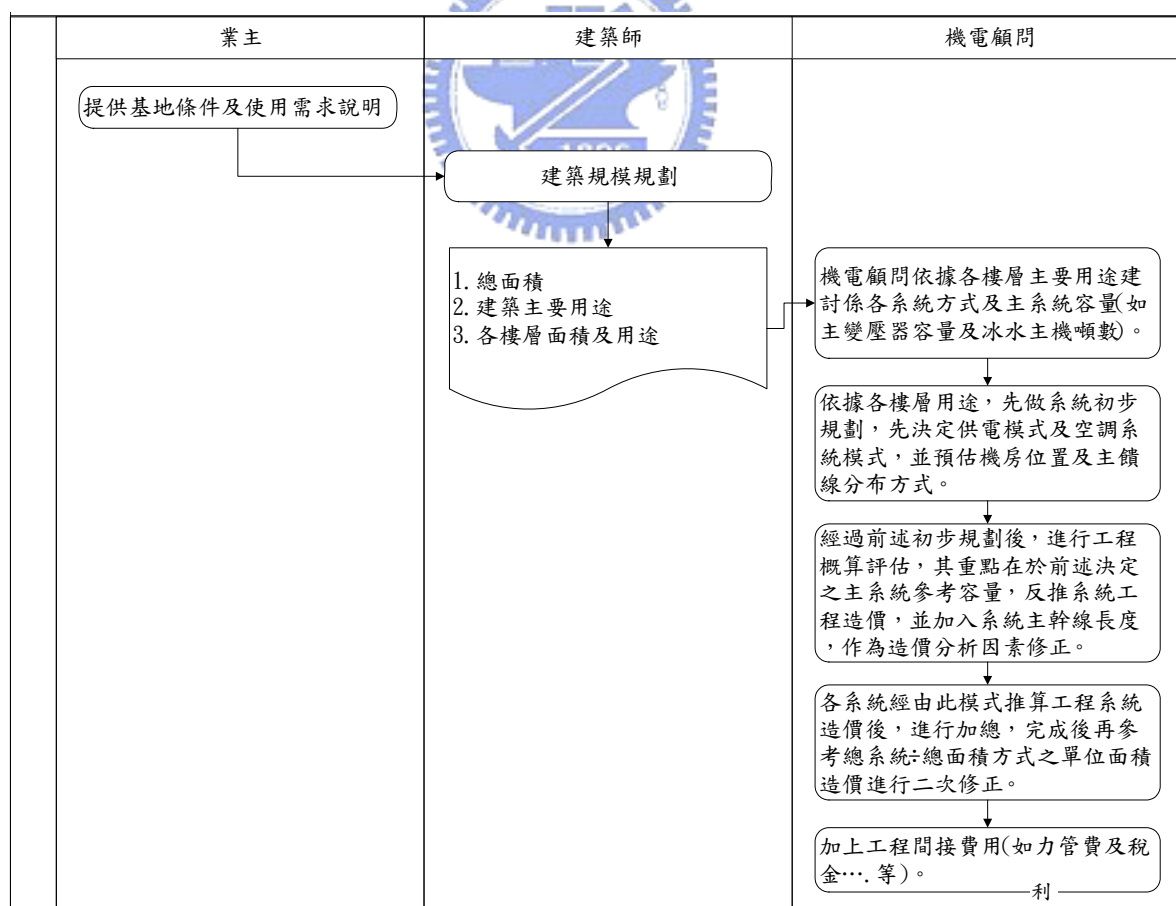 業主
建築師
機電顧問
提供基地條件及使用需求說明
建築規模規劃
1. 總面積
2. 建築主要用途
3. 各樓層面積及用途
機電顧問依據各樓層主要用途建
討係各系統方式及主系統容量(如
主變壓器容量及冰水主機噸數)。
依據各樓層用途，先做系統初步
規劃，先決定供電模式及空調系
統模式，並預估機房位置及主饋
線分布方式。
經過前述初步規劃後，進行工程
概算評估，其重點在於前述決定
之主系統參考容量，反推系統工
程造價，並加入系統主幹線長度
，作為造價分析因素修正。
各系統經由此模式推算工程系統
造價後，進行加總，完成後再參
考總系統÷總面積方式之單位面積
造價進行二次修正。
加上工程間接費用(如力管費及稅
金….等)。
利
1896